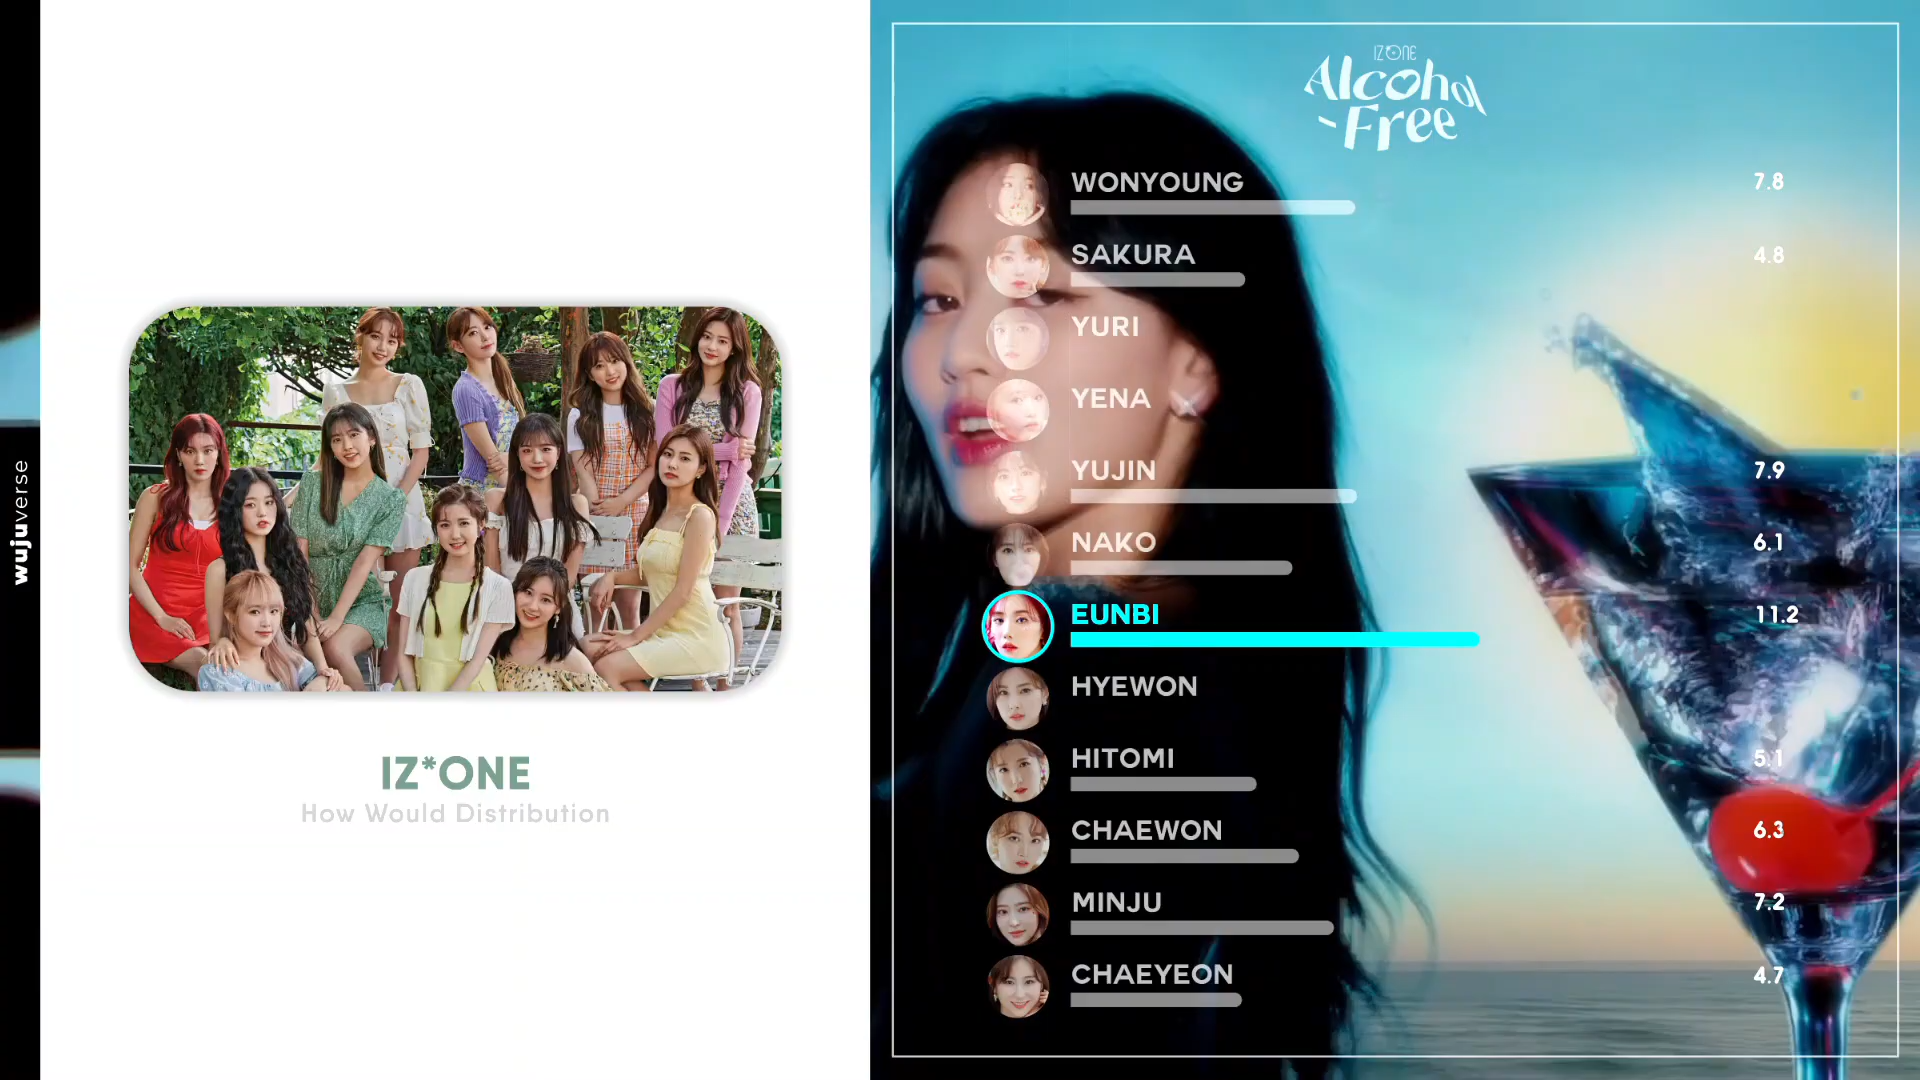 wujuverse
IZ*ONE
How Would Distribution
IZ*ONE
Alcohol
-Free
WONYOUNG 7.8
SAKURA 4.8
YURI
YENA
YUJIN 7.9
NAKO 6.1
EUNBI 11.2
HYEWON
HITOMI 5.1
CHAEWON 6.3
MINJU 7.2
CHAEYEON 4.7